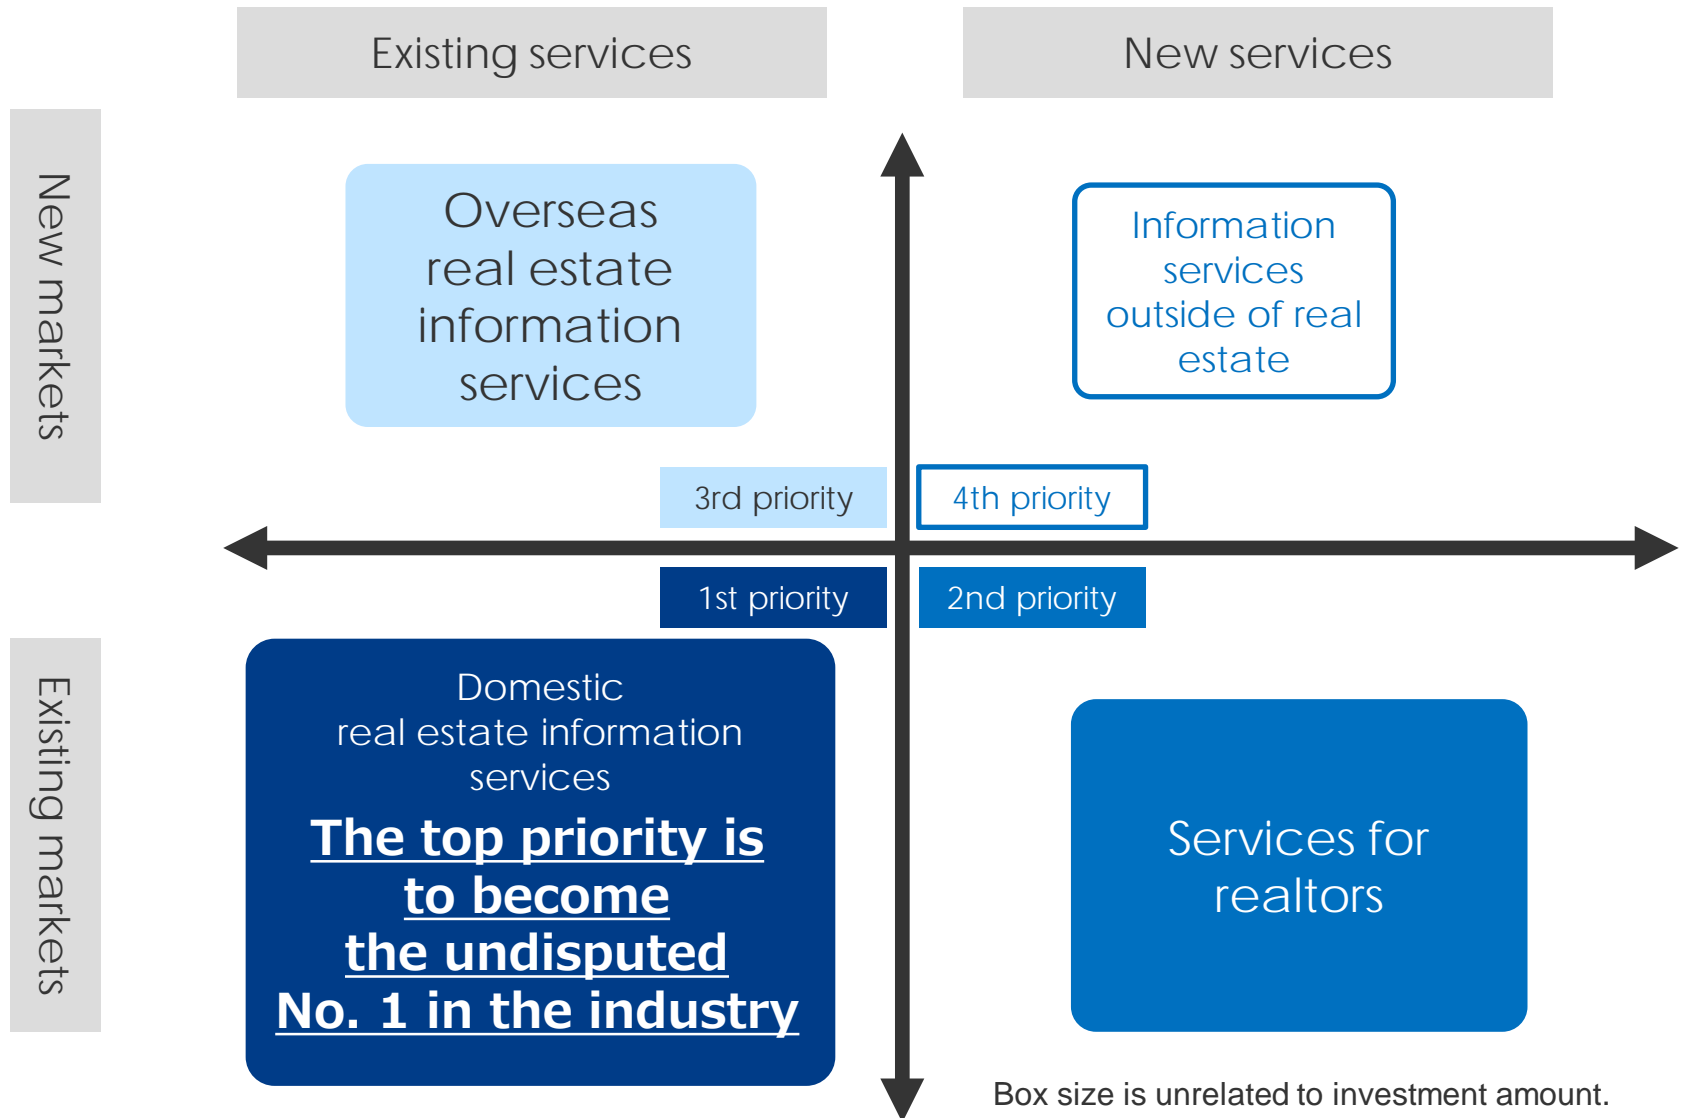 Existing services
New services
New markets
Overseas
real estate
information
services
Information
services
outside of real
estate
3rd priority
4th priority
1st priority
2nd priority
Existing markets
Domestic
real estate information
services
The top priority is
to become
the undisputed
No. 1 in the industry
Services for
realtors
Box size is unrelated to investment amount.